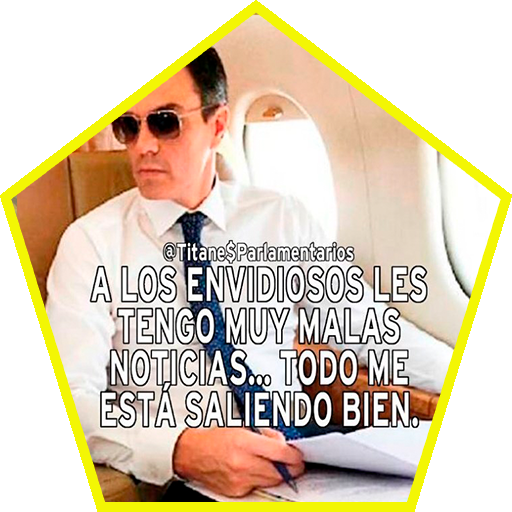 @Titane$Parlamentarios
A LOS ENVIDIOSOS LES
TENGO MUY MALAS
NOTICIAS... TODO ME
ESTÁ SALIENDO BIEN.